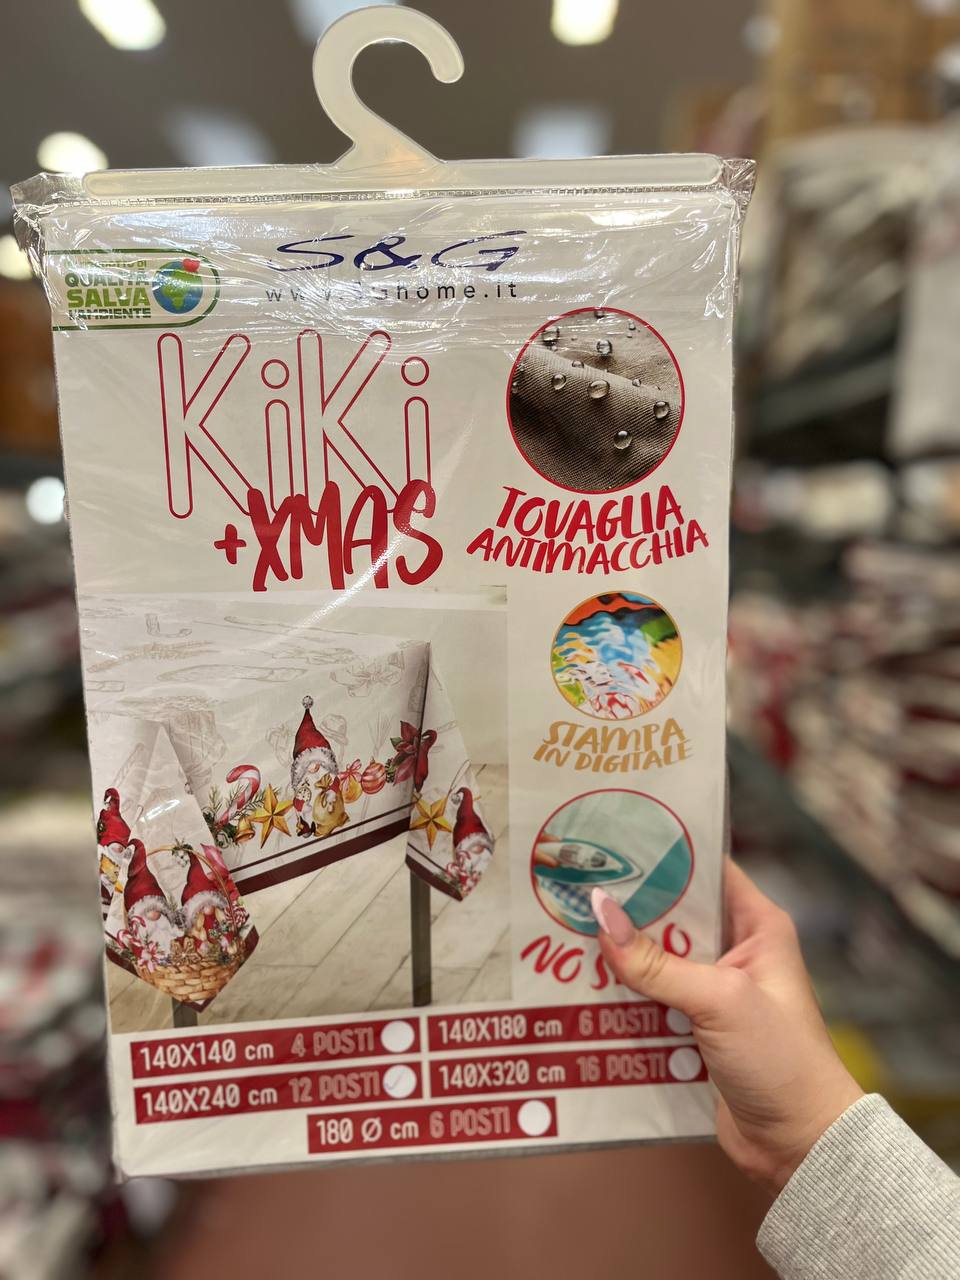 S&G
www.sghome.it
QUALITÀ
SALVA
L'AMBIENTE
KiKi
+XMAS
TOVAGLIA
ANTIMACCHIA
STAMPA
IN DIGITALE
NO
140X140 cm 4 POSTI
140X180 cm 6 POSTI
140X240 cm 12 POSTI
140X320 cm 16 POSTI
180 Ø cm 6 POSTI